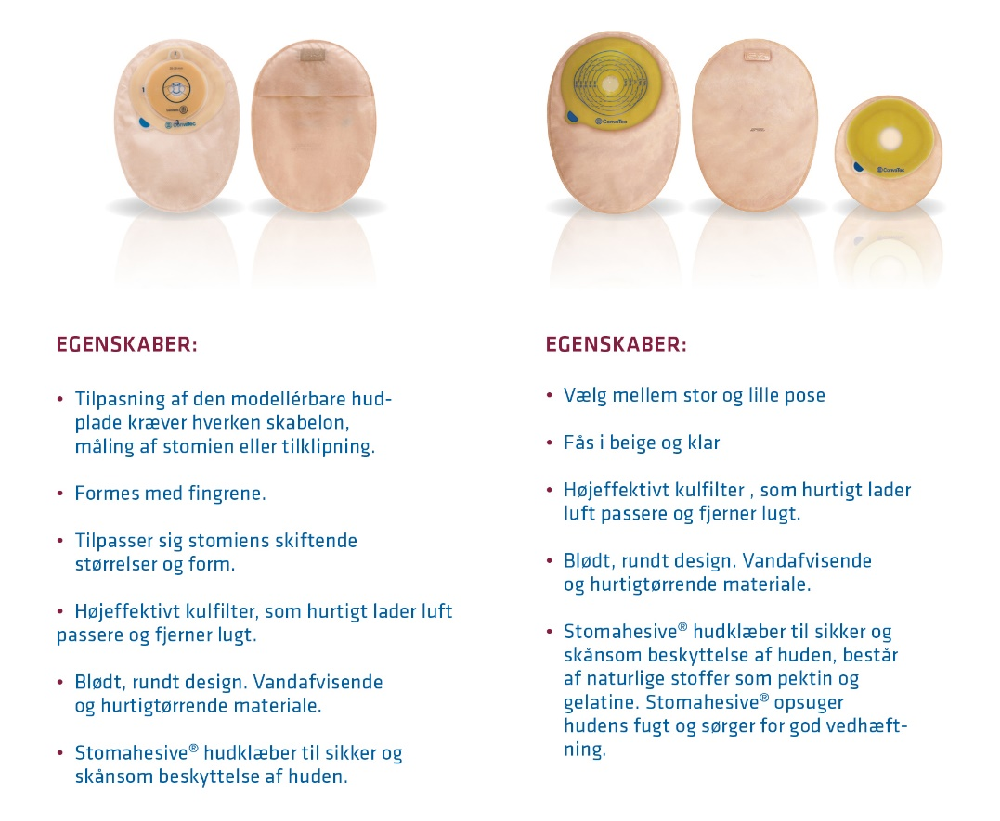 ConvaTec
ConvaTec
ConvaTec
EGENSKABER:
• Tilpasning af den modellérbare hud-
plade kræver hverken skabelon,
måling af stomien eller tilklipning.
• Formes med fingrene.
• Tilpasser sig stomiens skiftende
størrelser og form.
• Højeffektivt kulfilter, som hurtigt lader luft
passere og fjerner lugt.
• Blødt, rundt design. Vandafvisende
og hurtigtørrende materiale.
• Stomahesive® hudklæber til sikker og
skånsom beskyttelse af huden.
EGENSKABER:
• Vælg mellem stor og lille pose
• Fås i beige og klar
• Højeffektivt kulfilter , som hurtigt lader
luft passere og fjerner lugt.
• Blødt, rundt design. Vandafvisende
og hurtigtørrende materiale.
• Stomahesive® hudklæber til sikker og
skånsom beskyttelse af huden, består
af naturlige stoffer som pektin og
gelatine. Stomahesive® opsuger
hudens fugt og sørger for god vedhæft-
ning.